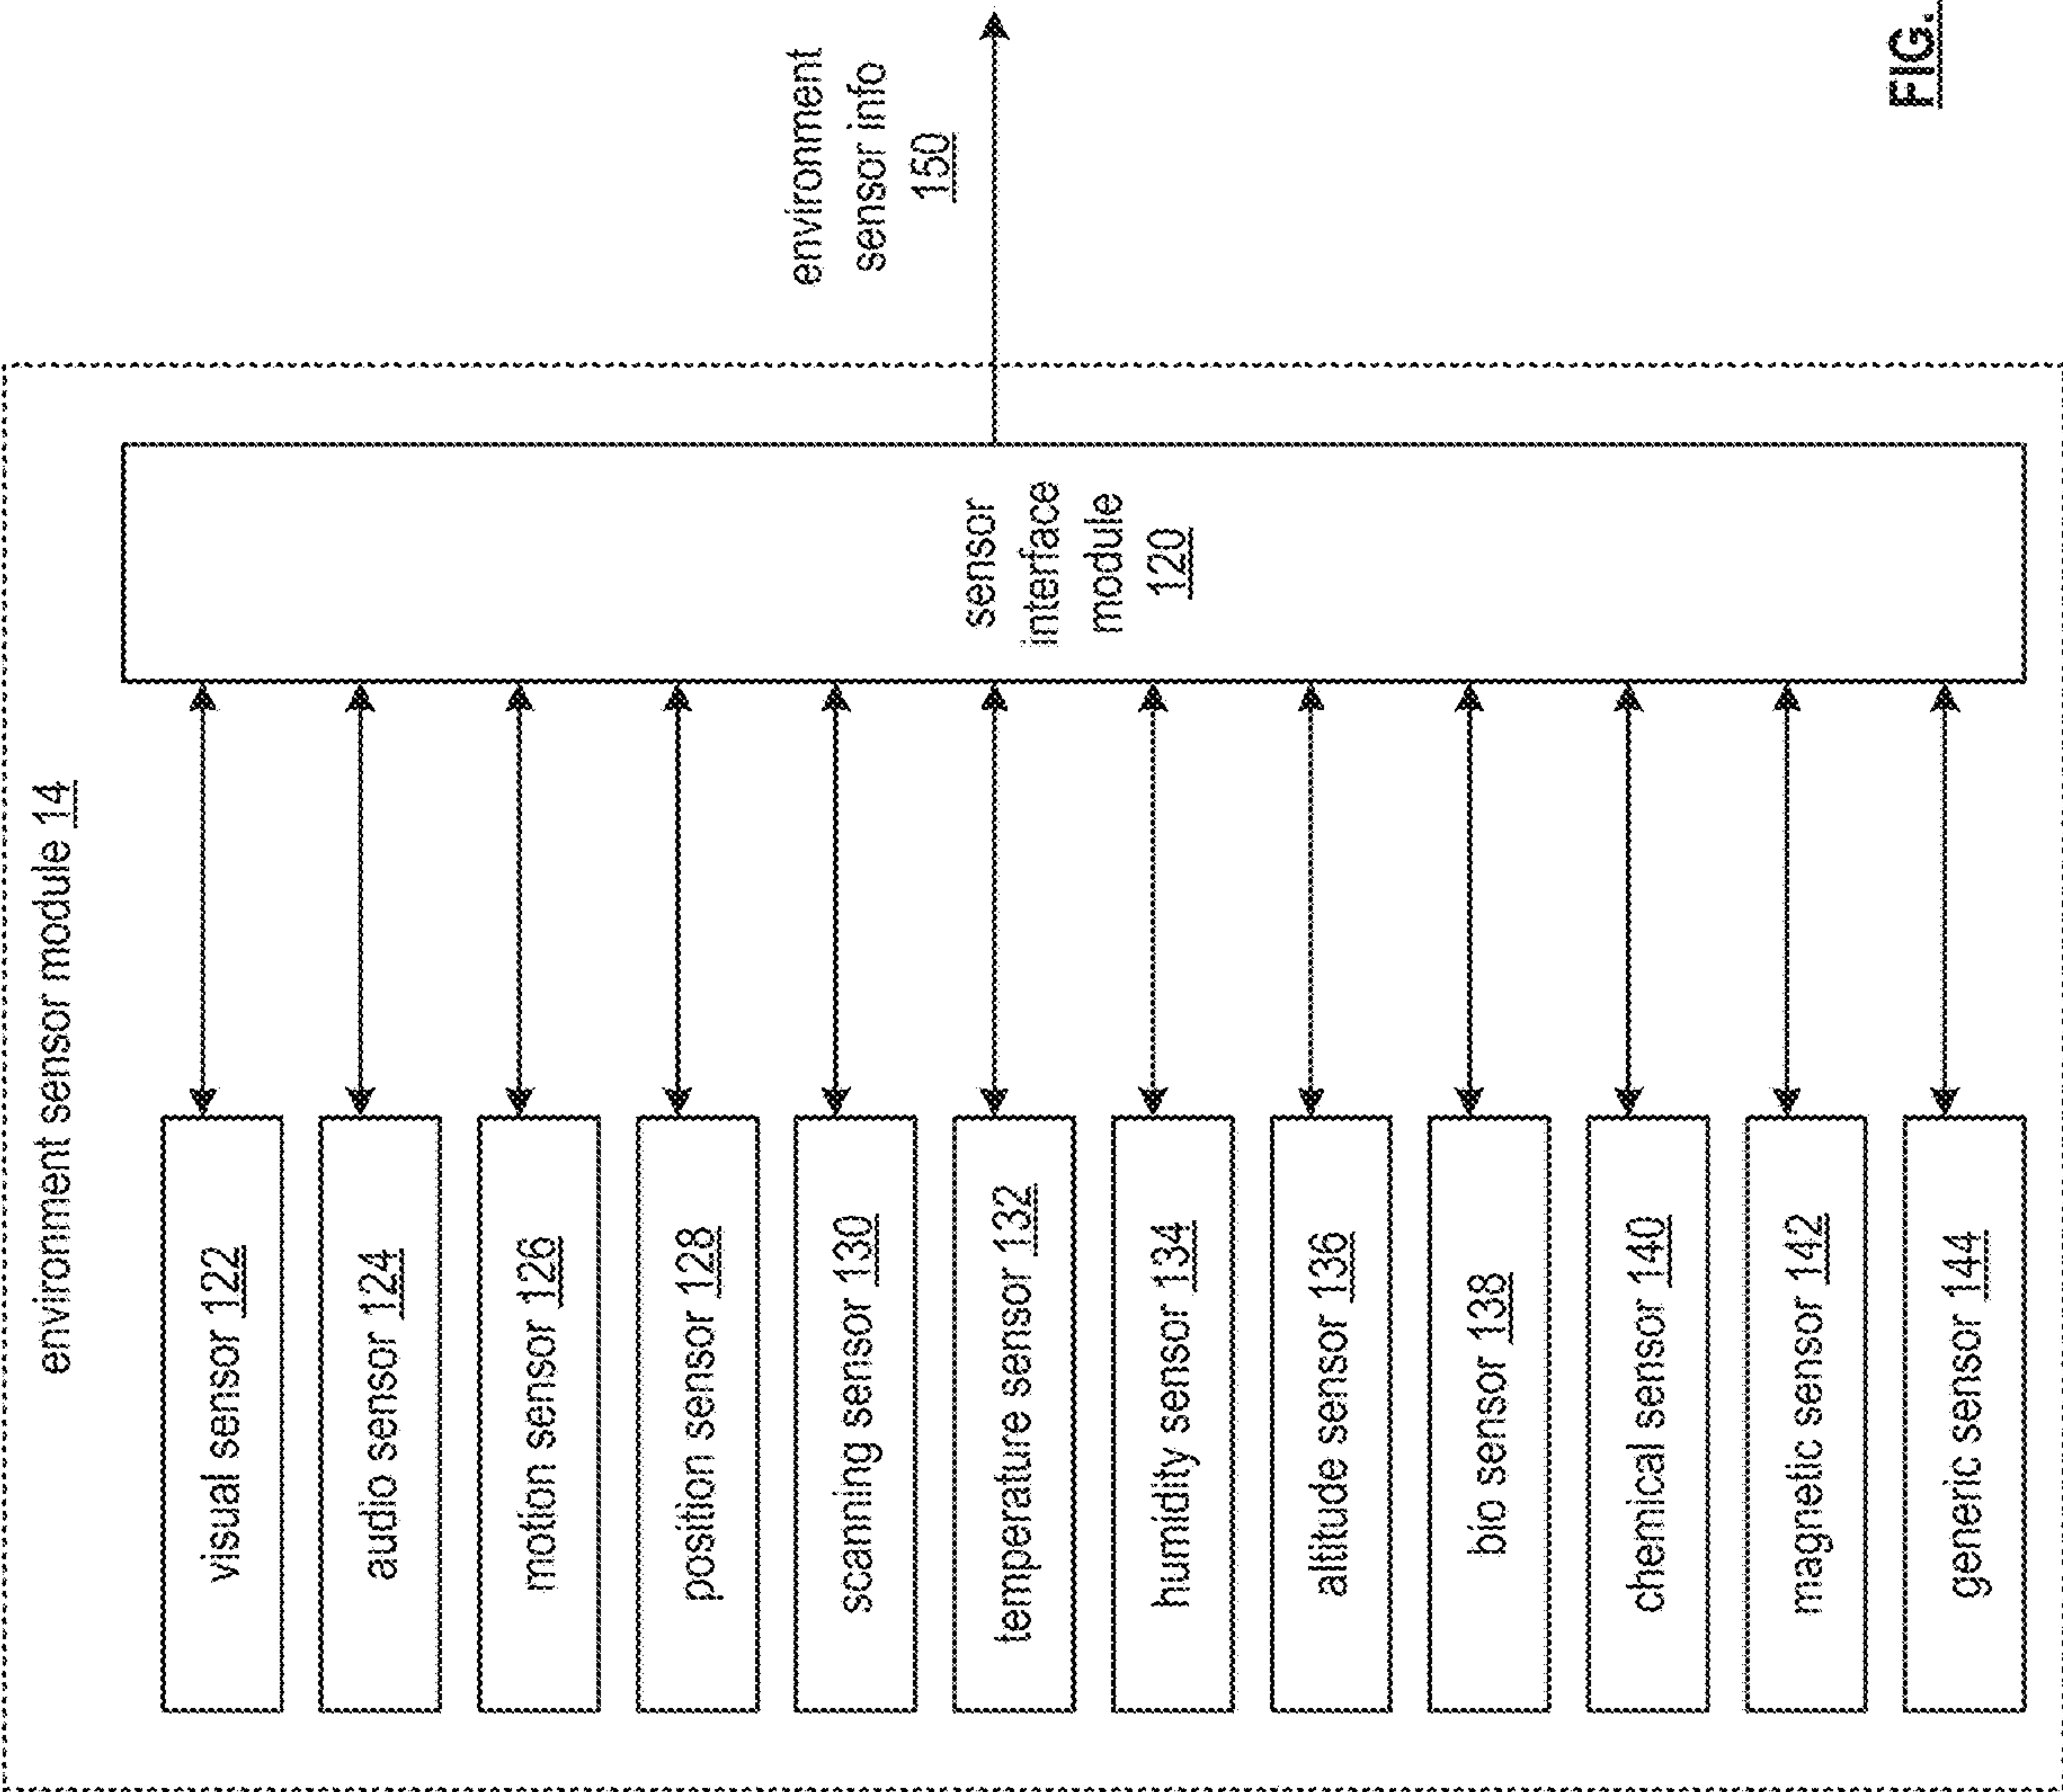 environment sensor module 14
visual sensor 122
audio sensor 124
motion sensor 126
position sensor 128
scanning sensor 130
temperature sensor 132
humidity sensor 134
altitude sensor 136
bio sensor 138
chemical sensor 140
magnetic sensor 142
generic sensor 144
sensor
interface
module
120
environment
sensor info
150
FIG.